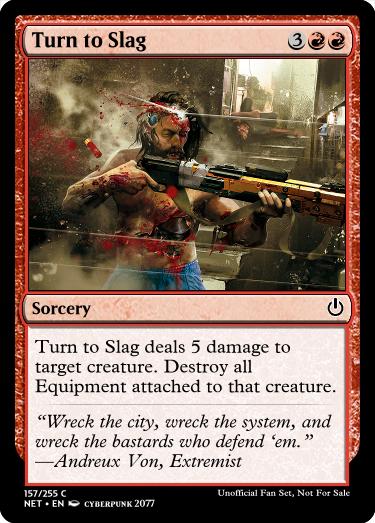 Turn to Slag 3
Sorcery
Turn to Slag deals 5 damage to
target creature. Destroy all
Equipment attached to that creature.
“Wreck the city, wreck the system, and
wreck the bastards who defend ‘em.”
—Andreux Von, Extremist
157/255 C
Unofficial Fan Set, Not For Sale
NET • EN CYBERPUNK 2077